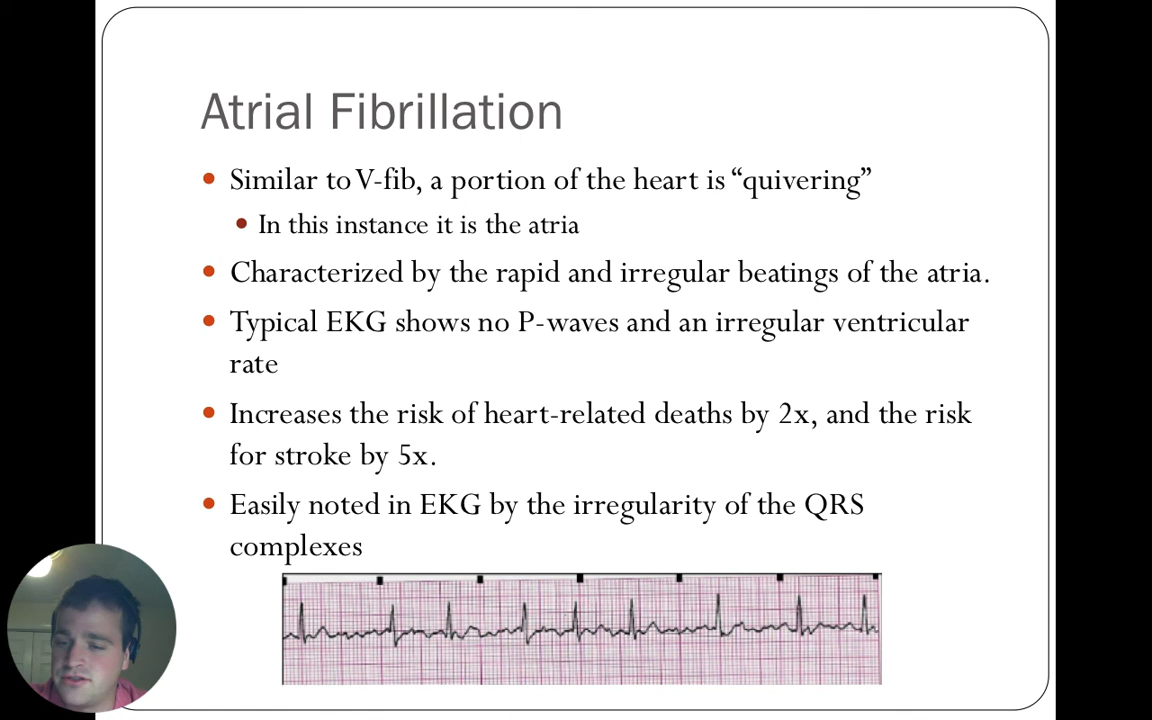 Atrial Fibrillation
Similar to V-fib, a portion of the heart is “quivering”
In this instance it is the atria
Characterized by the rapid and irregular beatings of the atria.
Typical EKG shows no P-waves and an irregular ventricular
rate
Increases the risk of heart-related deaths by 2x, and the risk
for stroke by 5x.
Easily noted in EKG by the irregularity of the QRS
complexes